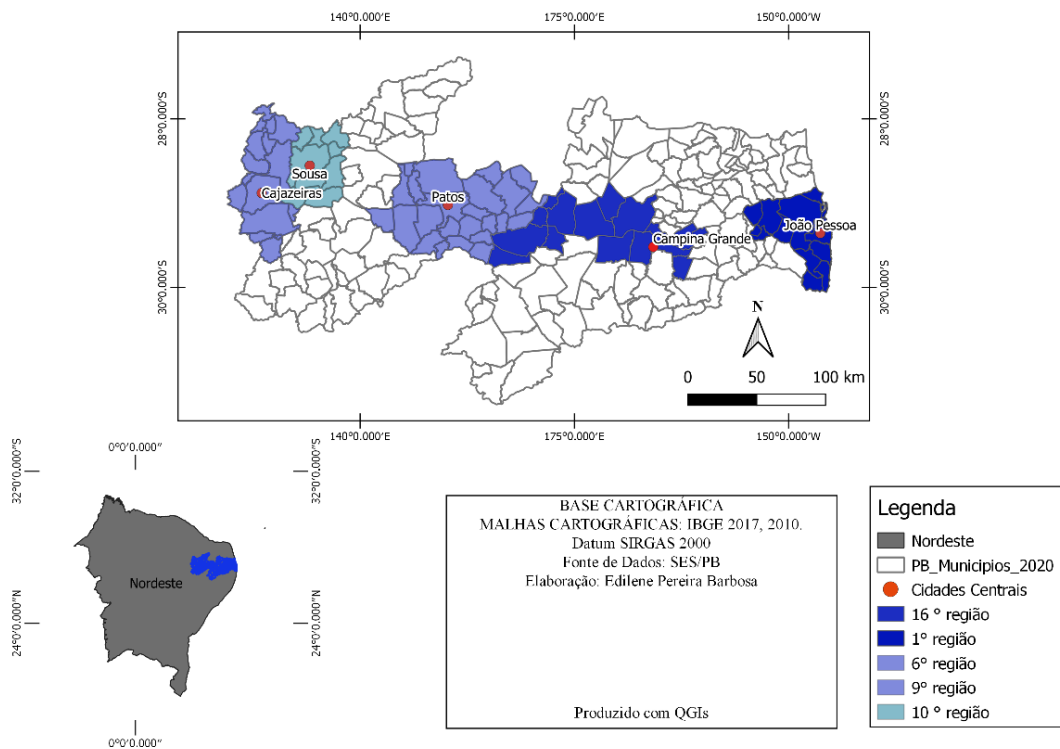 140°0.000'E
175°0.000'E
150°0.000'W
28°0.000'S
28°0.000'S
Sousa
Cajazeiras
Patos
João Pessoa
Campina Grande
30°0.000'S
30°0.000'S
N
0 50 100 km
140°0.000'E
175°0.000'E
150°0.000'W
0°0'0.000"
32°0'0.000"S
32°0'0.000"S
Nordeste
24°0'0.000"N
24°0'0.000"N
0°0'0.000"
BASE CARTOGRÁFICA
MALHAS CARTOGRÁFICAS: IBGE 2017, 2010.
Datum SIRGAS 2000
Fonte de Dados: SES/PB
Elaboração: Edilene Pereira Barbosa
Produzido com QGIs
Legenda
Nordeste
PB_Municipios_2020
Cidades Centrais
16 ° região
1° região
6° região
9° região
10 ° região